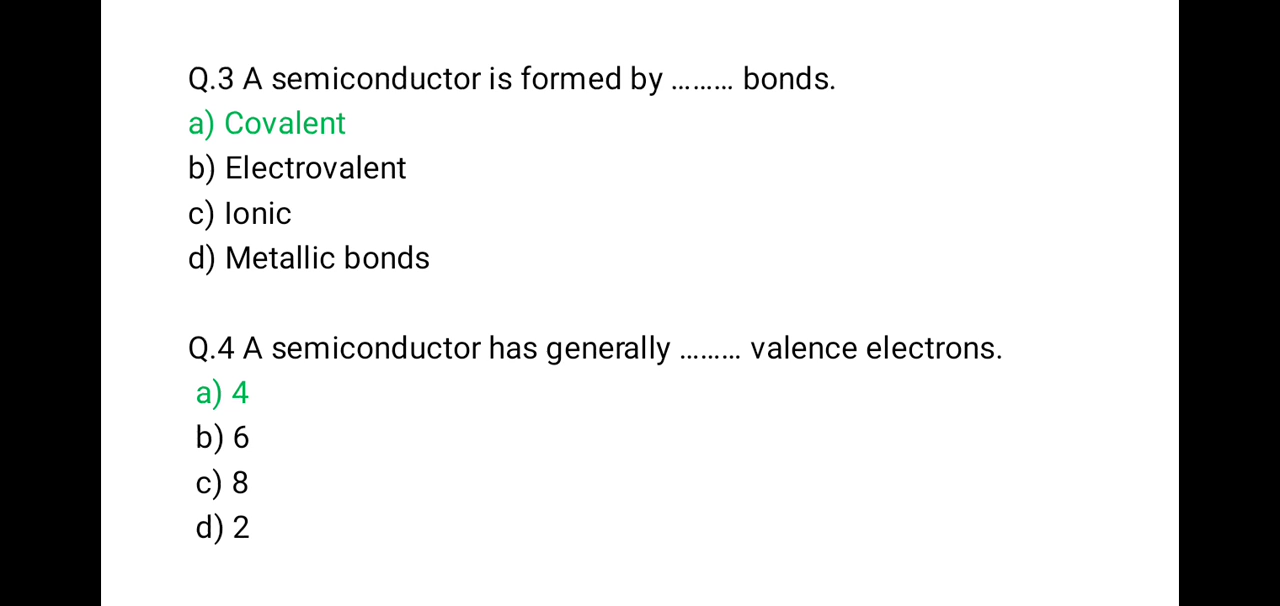 Q.3 A semiconductor is formed by ……... bonds.
a) Covalent
b) Electrovalent
c) Ionic
d) Metallic bonds
Q.4 A semiconductor has generally ……... valence electrons.
a) 4
b) 6
c) 8
d) 2